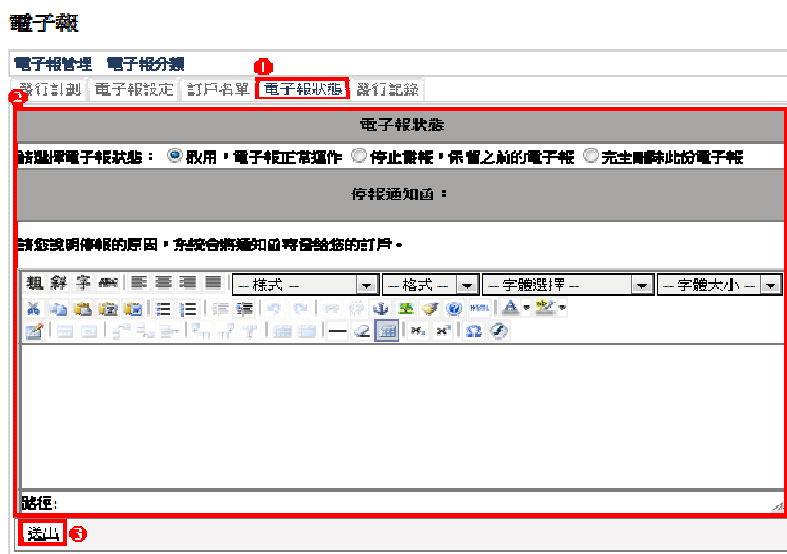 電子報
電子報管理 電子報分類
1
發行計劃 電子報設定 訂戶名單 電子報狀態 發行記錄
2
電子報狀態
請選擇電子報狀態： 啟用，電子報正常運作 停止發報，保留之前的電子報 完全刪除此份電子報
停報通知函：
請您說明停報的原因，系統會將通知函寄發給您的訂戶。
粗 斜 字 ABC -- 樣式 -- -- 格式 -- -- 字體選擇 -- -- 字體大小 --
HTML A
路徑:
送出 3